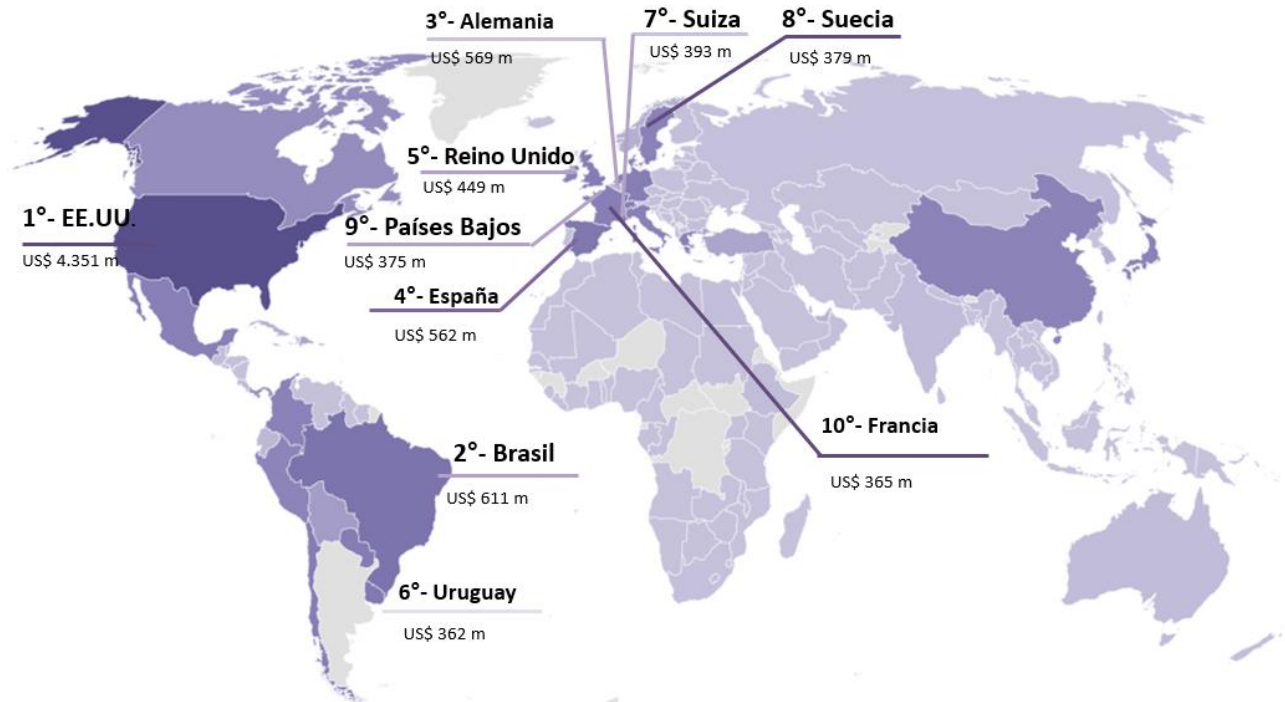 3°- Alemania
US$ 569 m
7°- Suiza
US$ 393 m
8°- Suecia
US$ 379 m
5°- Reino Unido
US$ 449 m
1°- EE.UU.
US$ 4.351 m
9°- Países Bajos
US$ 375 m
4°- España
US$ 562 m
10°- Francia
US$ 365 m
2°- Brasil
US$ 611 m
6°- Uruguay
US$ 362 m